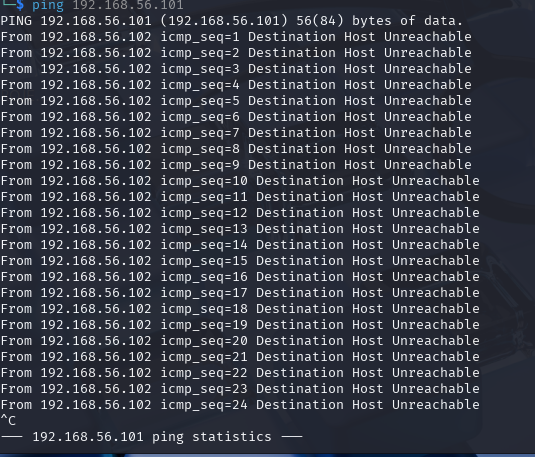 └─$ ping 192.168.56.101
PING 192.168.56.101 (192.168.56.101) 56(84) bytes of data.
From 192.168.56.102 icmp_seq=1 Destination Host Unreachable
From 192.168.56.102 icmp_seq=2 Destination Host Unreachable
From 192.168.56.102 icmp_seq=3 Destination Host Unreachable
From 192.168.56.102 icmp_seq=4 Destination Host Unreachable
From 192.168.56.102 icmp_seq=5 Destination Host Unreachable
From 192.168.56.102 icmp_seq=6 Destination Host Unreachable
From 192.168.56.102 icmp_seq=7 Destination Host Unreachable
From 192.168.56.102 icmp_seq=8 Destination Host Unreachable
From 192.168.56.102 icmp_seq=9 Destination Host Unreachable
From 192.168.56.102 icmp_seq=10 Destination Host Unreachable
From 192.168.56.102 icmp_seq=11 Destination Host Unreachable
From 192.168.56.102 icmp_seq=12 Destination Host Unreachable
From 192.168.56.102 icmp_seq=13 Destination Host Unreachable
From 192.168.56.102 icmp_seq=14 Destination Host Unreachable
From 192.168.56.102 icmp_seq=15 Destination Host Unreachable
From 192.168.56.102 icmp_seq=16 Destination Host Unreachable
From 192.168.56.102 icmp_seq=17 Destination Host Unreachable
From 192.168.56.102 icmp_seq=18 Destination Host Unreachable
From 192.168.56.102 icmp_seq=19 Destination Host Unreachable
From 192.168.56.102 icmp_seq=20 Destination Host Unreachable
From 192.168.56.102 icmp_seq=21 Destination Host Unreachable
From 192.168.56.102 icmp_seq=22 Destination Host Unreachable
From 192.168.56.102 icmp_seq=23 Destination Host Unreachable
From 192.168.56.102 icmp_seq=24 Destination Host Unreachable
^C
--- 192.168.56.101 ping statistics ---